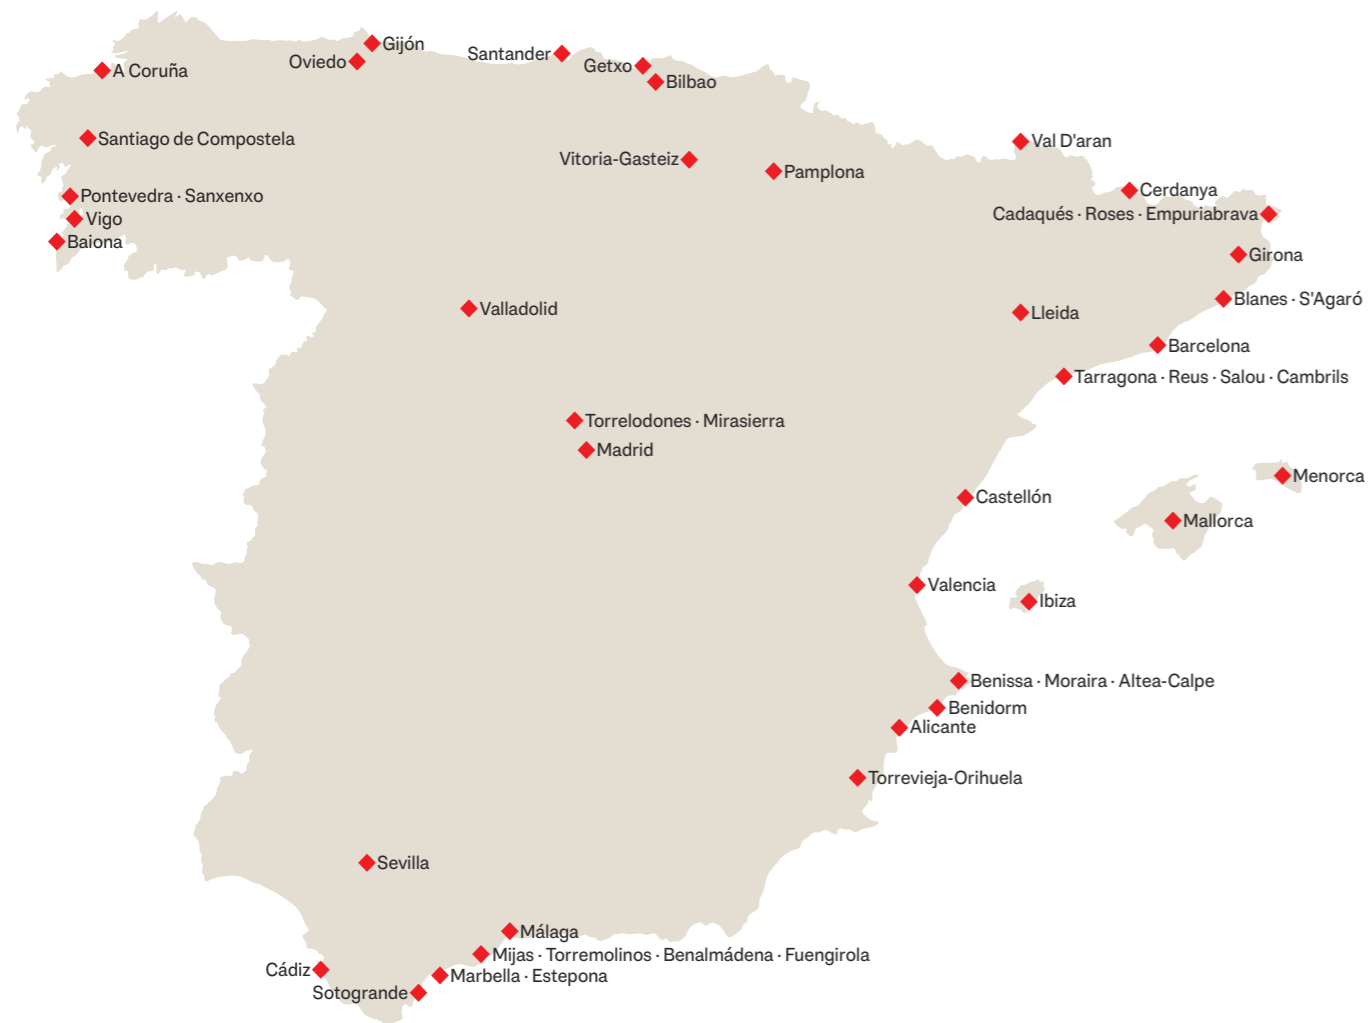 Gijón
Santander
Oviedo
Getxo
A Coruña
Bilbao
Santiago de Compostela
Val D'aran
Vitoria-Gasteiz
Pamplona
Cerdanya
Pontevedra · Sanxenxo
Cadaqués · Roses · Empuriabrava
Vigo
Baiona
Girona
Blanes · S'Agaró
Valladolid
Lleida
Barcelona
Tarragona · Reus · Salou · Cambrils
Torrelodones · Mirasierra
Madrid
Menorca
Castellón
Mallorca
Valencia
Ibiza
Benissa · Moraira · Altea-Calpe
Benidorm
Alicante
Torrevieja-Orihuela
Sevilla
Málaga
Mijas · Torremolinos · Benalmádena · Fuengirola
Cádiz
Marbella · Estepona
Sotogrande